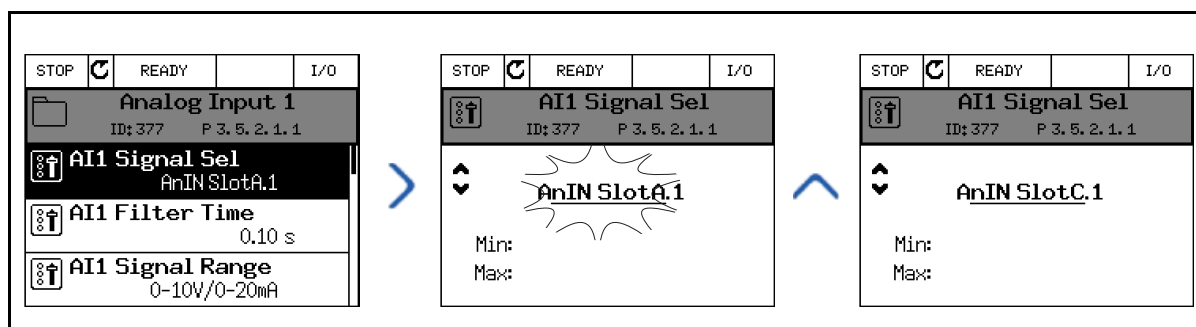 STOP READY I/O
Analog Input 1
ID:377 P3.5.2.1.1
AI1 Signal Sel
AnIN SlotA.1
AI1 Filter Time
0.10 s
AI1 Signal Range
0-10V/0-20mA
STOP READY I/O
AI1 Signal Sel
ID:377 P3.5.2.1.1
AnIN SlotA.1
Min:
Max:
STOP READY I/O
AI1 Signal Sel
ID:377 P3.5.2.1.1
AnIN SlotC.1
Min:
Max: